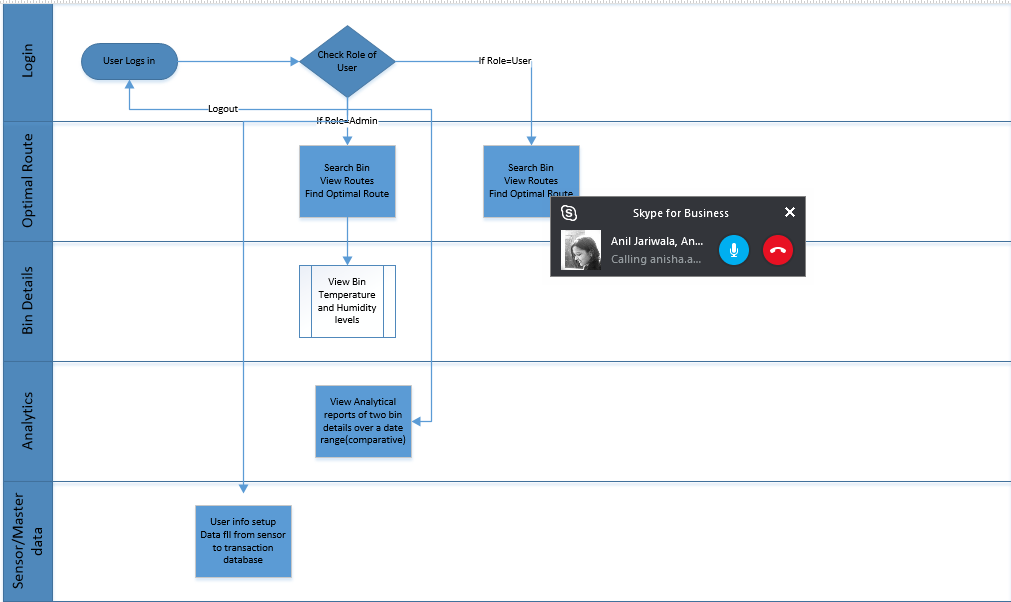 Login
User Logs in
Check Role of
User
If Role=User
Logout
If Role=Admin
Optimal Route
Search Bin
View Routes
Find Optimal Route
Search Bin
View Routes
Find Optimal Route
Skype for Business
Anil Jariwala, An...
Calling anisha.a...
Bin Details
View Bin
Temperature
and Humidity
levels
Analytics
View Analytical
reports of two bin
details over a date
range(comparative)
Sensor/Master
data
User info setup
Data fll from sensor
to transaction
database